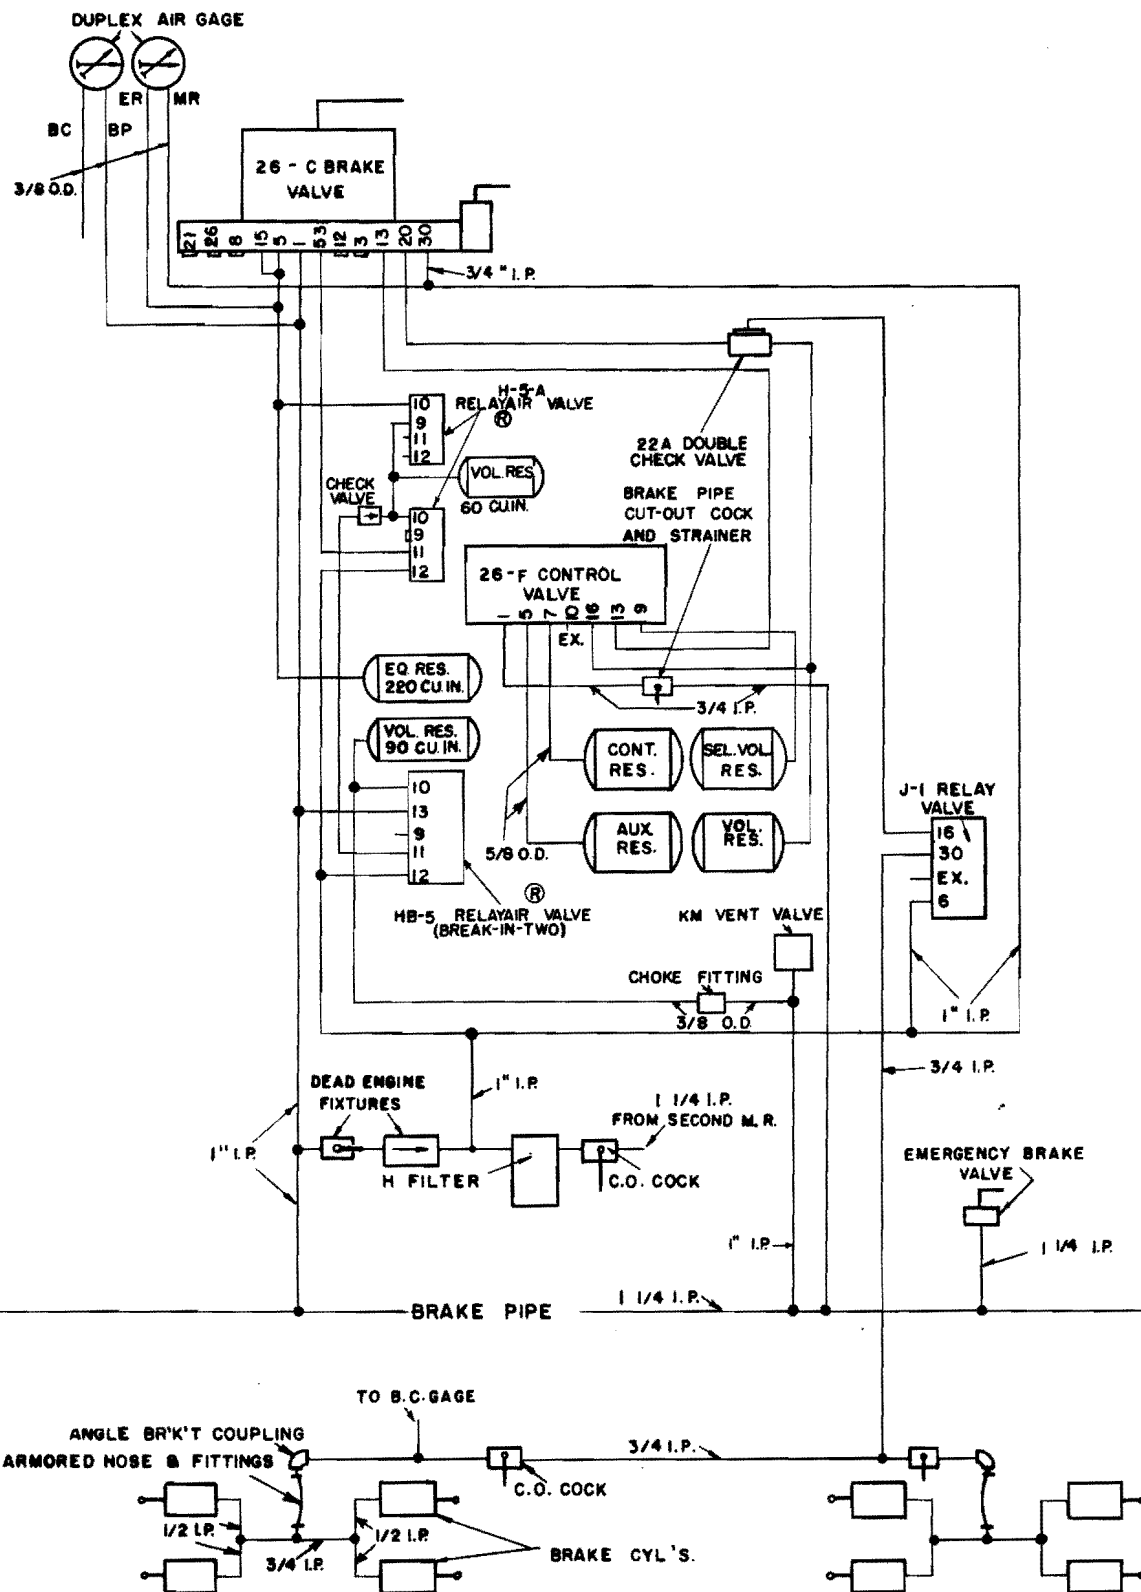 DUPLEX AIR GAGE
ER
MR
BC
BP
3/8 O.D.
26 - C BRAKE
VALVE
21
26
8
15
5
1
53
12
3
13
20
30
3/4" I.P.
H-5-A
RELAYAIR VALVE
R
10
9
11
12
VOL. RES
60 CU.IN.
CHECK
VALVE
10
9
11
12
22A DOUBLE
CHECK VALVE
BRAKE PIPE
CUT-OUT COCK
AND STRAINER
26-F CONTROL
VALVE
1
5
7
10
16
13
9
EX.
EQ. RES.
220 CU.IN.
3/4 I.P.
VOL. RES.
90 CU.IN.
CONT.
RES.
SEL.VOL.
RES.
10
13
9
11
12
5/8 O.D.
AUX.
RES.
VOL.
RES.
J-1 RELAY
VALVE
16
30
EX.
6
R
HB-5 RELAYAIR VALVE
(BREAK-IN-TWO)
KM VENT VALVE
CHOKE FITTING
3/8 O.D.
1" I.P.
3/4 I.P.
DEAD ENGINE
FIXTURES
1" I.P.
1 1/4 I.P.
FROM SECOND M.R.
1" I.P.
H FILTER
C.O. COCK
EMERGENCY BRAKE
VALVE
1" I.P.
1 1/4 I.P.
BRAKE PIPE
1 1/4 I.P.
TO B.C.GAGE
ANGLE BR'K'T COUPLING
ARMORED HOSE & FITTINGS
3/4 I.P.
C.O. COCK
1/2 I.P.
3/4 I.P.
1/2 I.P.
BRAKE CYL'S.